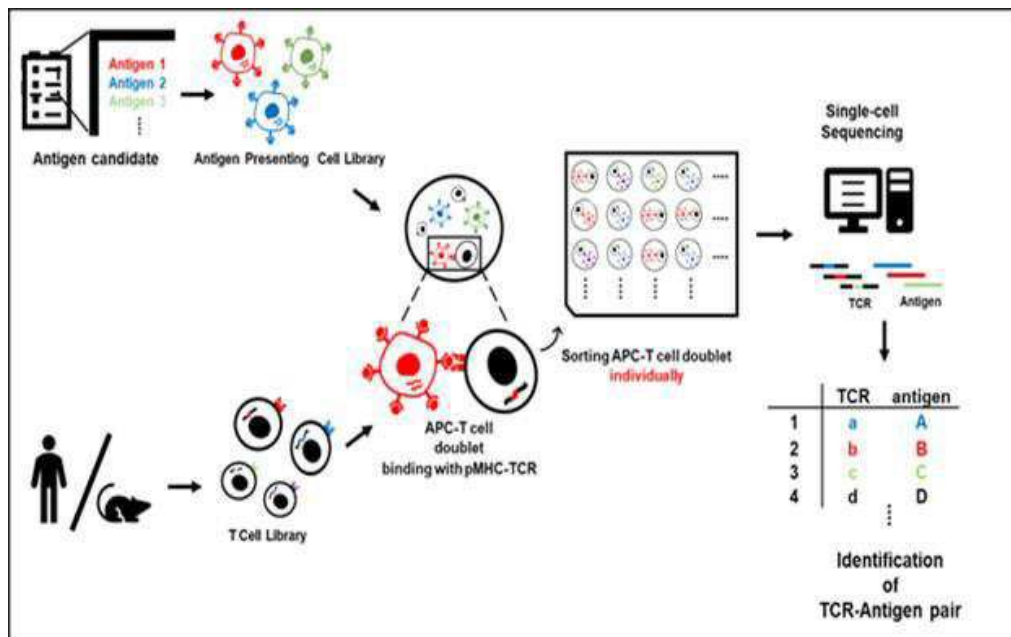 Antigen 1
Antigen 2
Antigen 3
Antigen candidate
Antigen Presenting Cell Library
T Cell Library
APC-T cell
doublet
binding with pMHC-TCR
Sorting APC-T cell doublet
individually
Single-cell
Sequencing
TCR
Antigen
TCR antigen
1 a A
2 b B
3 c C
4 d D
Identification
of
TCR-Antigen pair